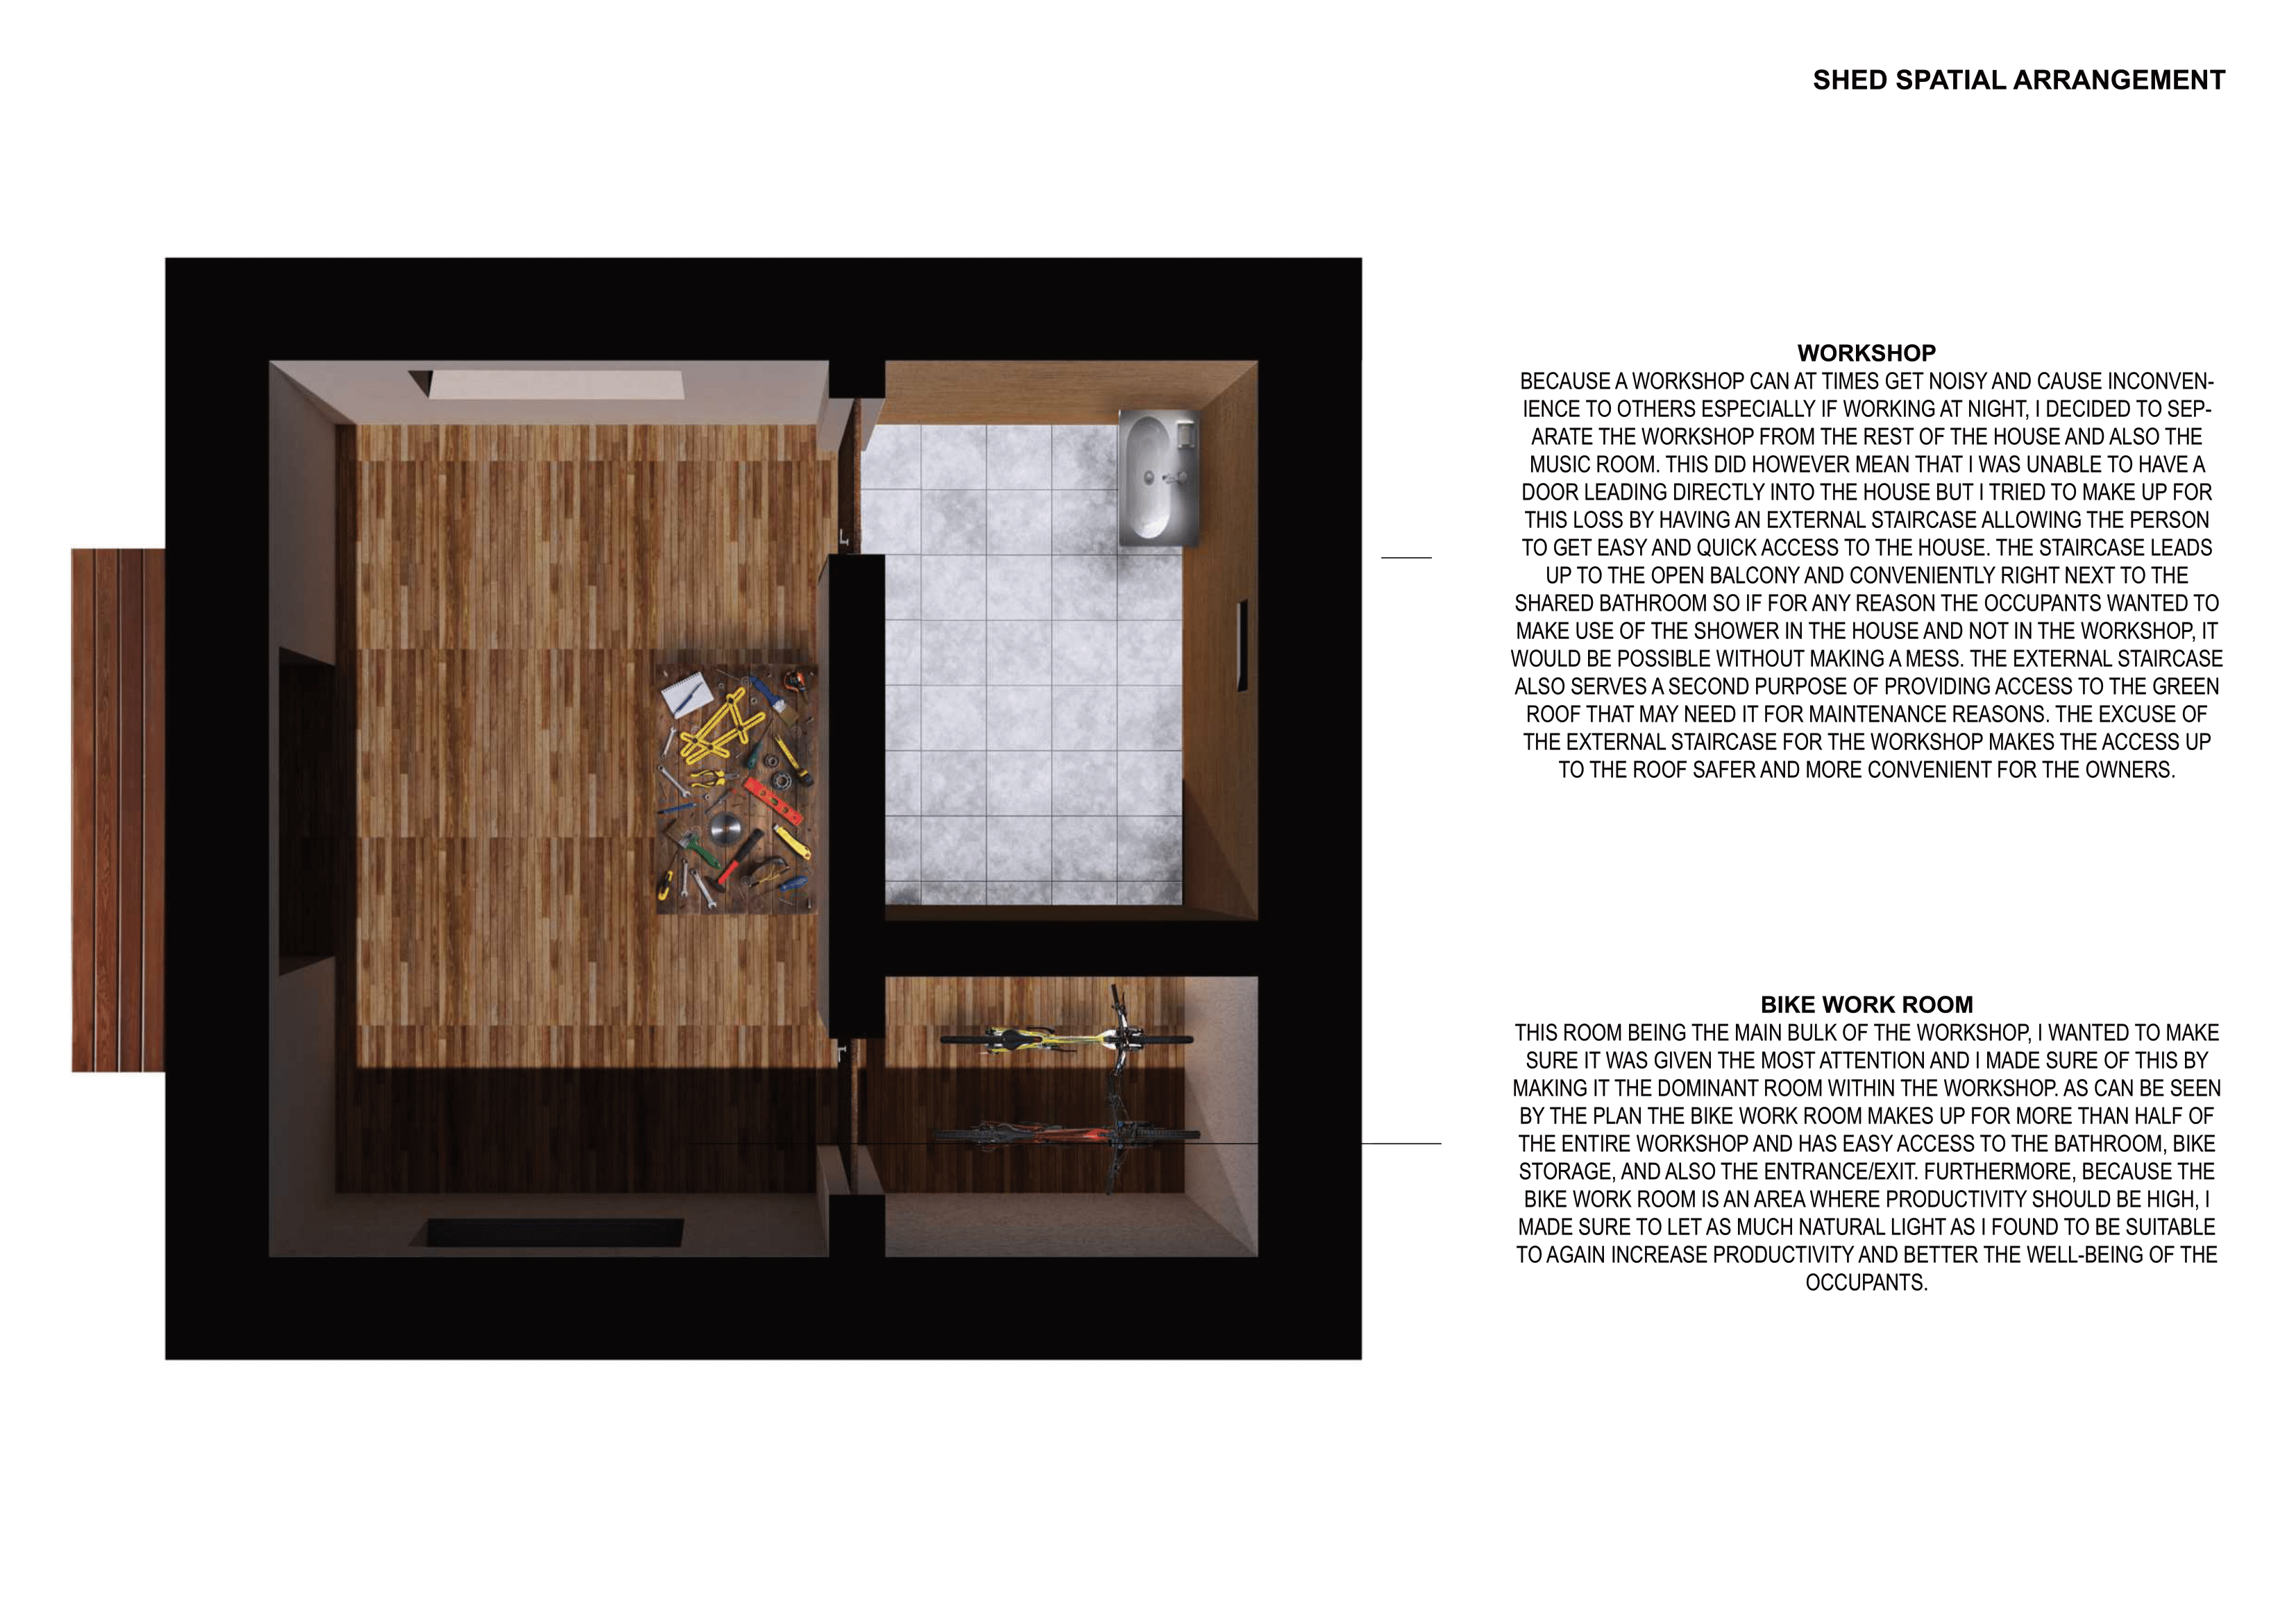 SHED SPATIAL ARRANGEMENT
WORKSHOP
BECAUSE A WORKSHOP CAN AT TIMES GET NOISY AND CAUSE INCONVEN-
IENCE TO OTHERS ESPECIALLY IF WORKING AT NIGHT, I DECIDED TO SEP-
ARATE THE WORKSHOP FROM THE REST OF THE HOUSE AND ALSO THE
MUSIC ROOM. THIS DID HOWEVER MEAN THAT I WAS UNABLE TO HAVE A
DOOR LEADING DIRECTLY INTO THE HOUSE BUT I TRIED TO MAKE UP FOR
THIS LOSS BY HAVING AN EXTERNAL STAIRCASE ALLOWING THE PERSON
TO GET EASY AND QUICK ACCESS TO THE HOUSE. THE STAIRCASE LEADS
UP TO THE OPEN BALCONY AND CONVENIENTLY RIGHT NEXT TO THE
SHARED BATHROOM SO IF FOR ANY REASON THE OCCUPANTS WANTED TO
MAKE USE OF THE SHOWER IN THE HOUSE AND NOT IN THE WORKSHOP, IT
WOULD BE POSSIBLE WITHOUT MAKING A MESS. THE EXTERNAL STAIRCASE
ALSO SERVES A SECOND PURPOSE OF PROVIDING ACCESS TO THE GREEN
ROOF THAT MAY NEED IT FOR MAINTENANCE REASONS. THE EXCUSE OF
THE EXTERNAL STAIRCASE FOR THE WORKSHOP MAKES THE ACCESS UP
TO THE ROOF SAFER AND MORE CONVENIENT FOR THE OWNERS.
BIKE WORK ROOM
THIS ROOM BEING THE MAIN BULK OF THE WORKSHOP, I WANTED TO MAKE
SURE IT WAS GIVEN THE MOST ATTENTION AND I MADE SURE OF THIS BY
MAKING IT THE DOMINANT ROOM WITHIN THE WORKSHOP. AS CAN BE SEEN
BY THE PLAN THE BIKE WORK ROOM MAKES UP FOR MORE THAN HALF OF
THE ENTIRE WORKSHOP AND HAS EASY ACCESS TO THE BATHROOM, BIKE
STORAGE, AND ALSO THE ENTRANCE/EXIT. FURTHERMORE, BECAUSE THE
BIKE WORK ROOM IS AN AREA WHERE PRODUCTIVITY SHOULD BE HIGH, I
MADE SURE TO LET AS MUCH NATURAL LIGHT AS I FOUND TO BE SUITABLE
TO AGAIN INCREASE PRODUCTIVITY AND BETTER THE WELL-BEING OF THE
OCCUPANTS.